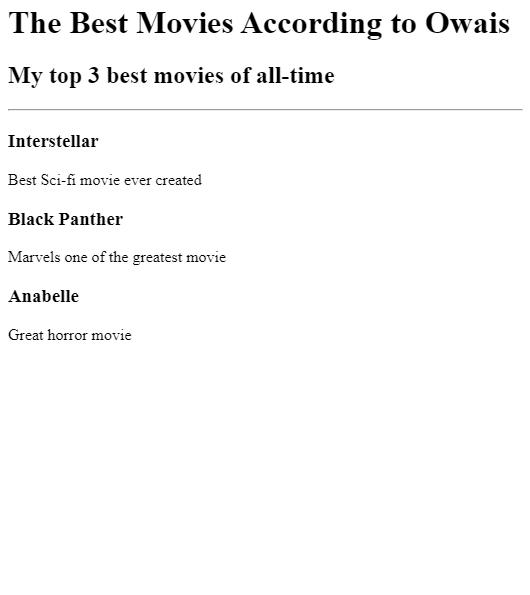 The Best Movies According to Owais
My top 3 best movies of all-time
Interstellar
Best Sci-fi movie ever created
Black Panther
Marvels one of the greatest movie
Anabelle
Great horror movie